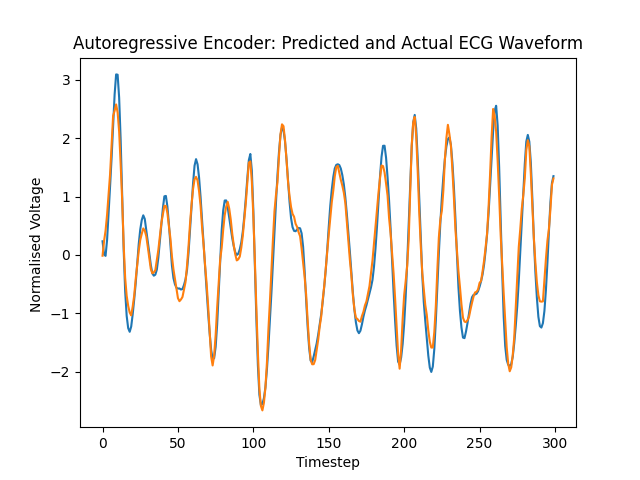 Autoregressive Encoder: Predicted and Actual ECG Waveform
3
2
1
0
−1
−2
Normalised Voltage
0 50 100 150 200 250 300
Timestep